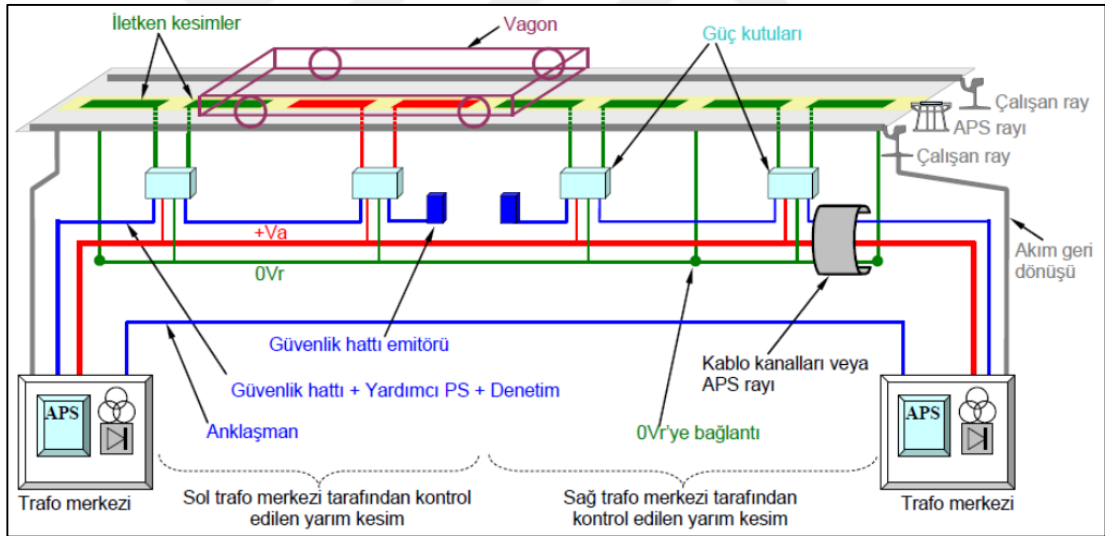 İletken kesimler
Vagon
Güç kutuları
Çalışan ray
APS rayı
Çalışan ray
+Va
0Vr
Akım geri
dönüşü
Güvenlik hattı emitörü
Kablo kanalları veya
APS rayı
Güvenlik hattı + Yardımcı PS + Denetim
Anklaşman
0Vr'ye bağlantı
APS
APS
Trafo merkezi
Sol trafo merkezi tarafından kontrol
edilen yarım kesim
Sağ trafo merkezi tarafından
kontrol edilen yarım kesim
Trafo merkezi